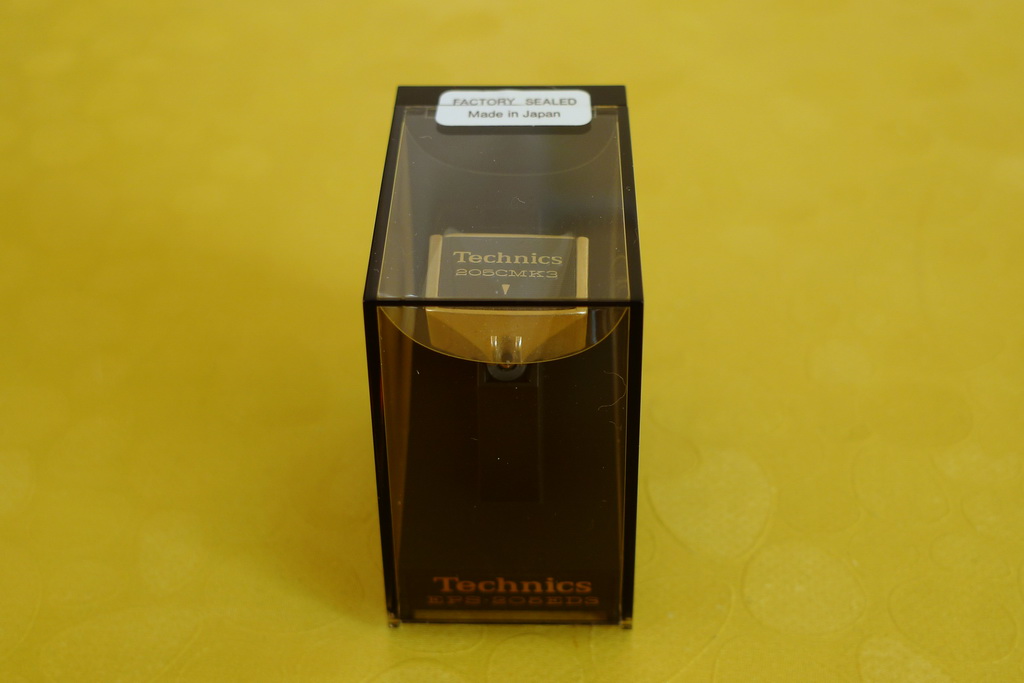 FACTORY SEALED
Made in Japan
Technics
205CMK3
Technics
EPS-205ED3